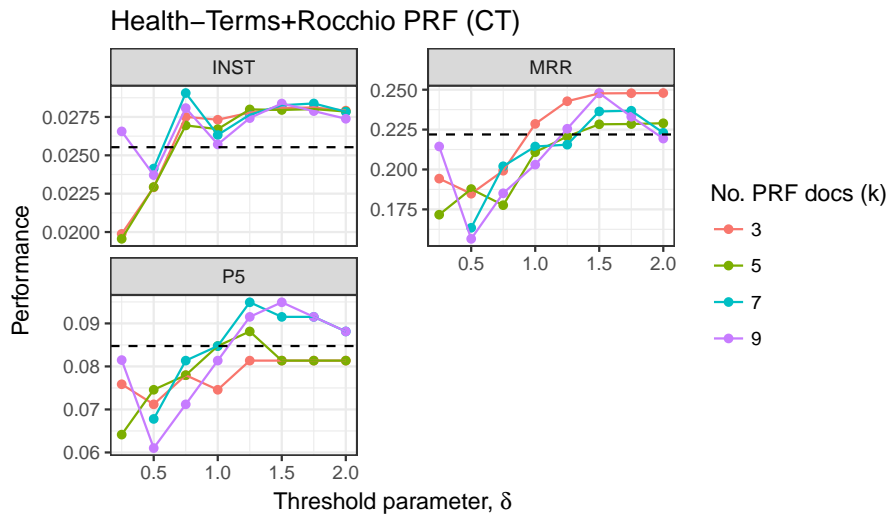 Health−Terms+Rocchio PRF (CT)
INST
MRR
0.0275
0.0250
0.0225
0.0200
0.250
0.225
0.200
0.175
0.5 1.0 1.5 2.0
P5
0.09
0.08
0.07
0.06
0.5 1.0 1.5 2.0
Performance
Threshold parameter, δ
No. PRF docs (k)
3
5
7
9